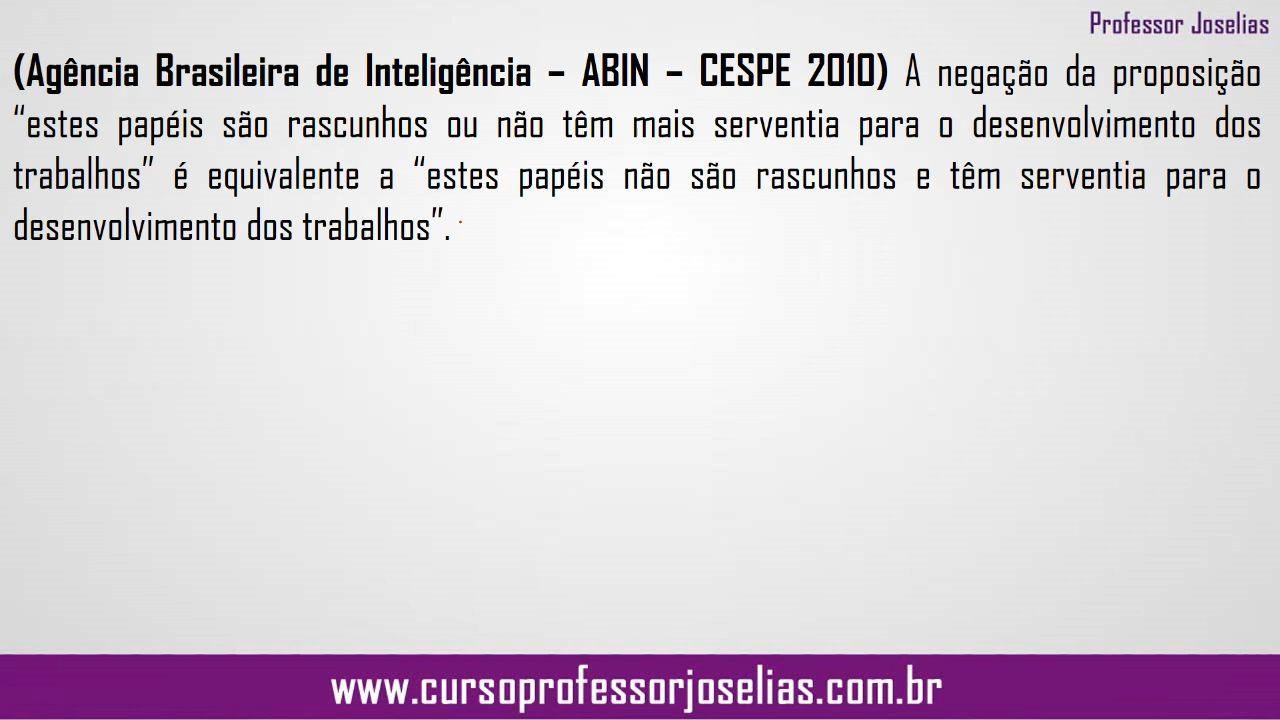 Professor Joselias
(Agência Brasileira de Inteligência – ABIN – CESPE 2010) A negação da proposição
“estes papéis são rascunhos ou não têm mais serventia para o desenvolvimento dos
trabalhos” é equivalente a “estes papéis não são rascunhos e têm serventia para o
desenvolvimento dos trabalhos”.
www.cursoprofessorjoselias.com.br